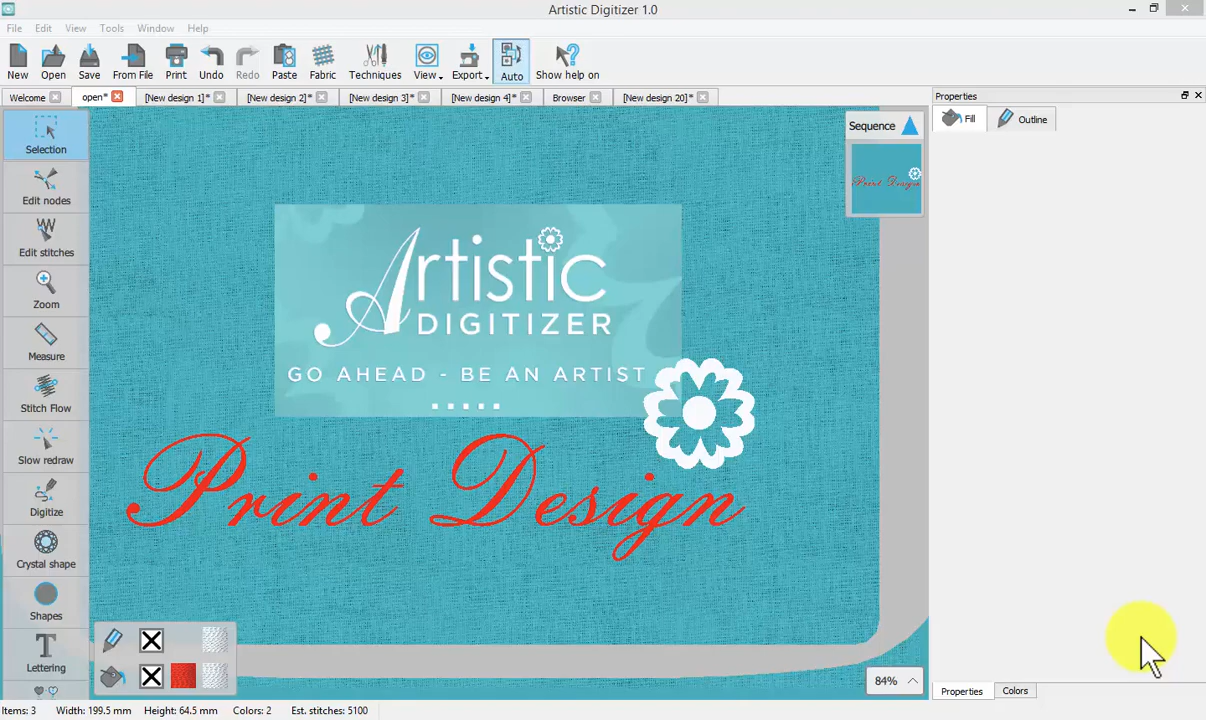 Artistic Digitizer 1.0
File Edit View Tools Window Help
New Open Save From File Print Undo Redo Paste Fabric Techniques View Export Auto Show help on
Welcome open* [New design 1]* [New design 2]* [New design 3]* [New design 4]* Browser [New design 20]*
Properties
Fill Outline
Selection
Edit nodes
Edit stitches
Zoom
Measure
Stitch Flow
Slow redraw
Digitize
Crystal shape
Shapes
Lettering
Sequence
Print Design
Artistic
DIGITIZER
GO AHEAD - BE AN ARTIST
Print Design
84%
Properties Colors
Items: 3 Width: 199.5 mm Height: 64.5 mm Colors: 2 Est. stitches: 5100